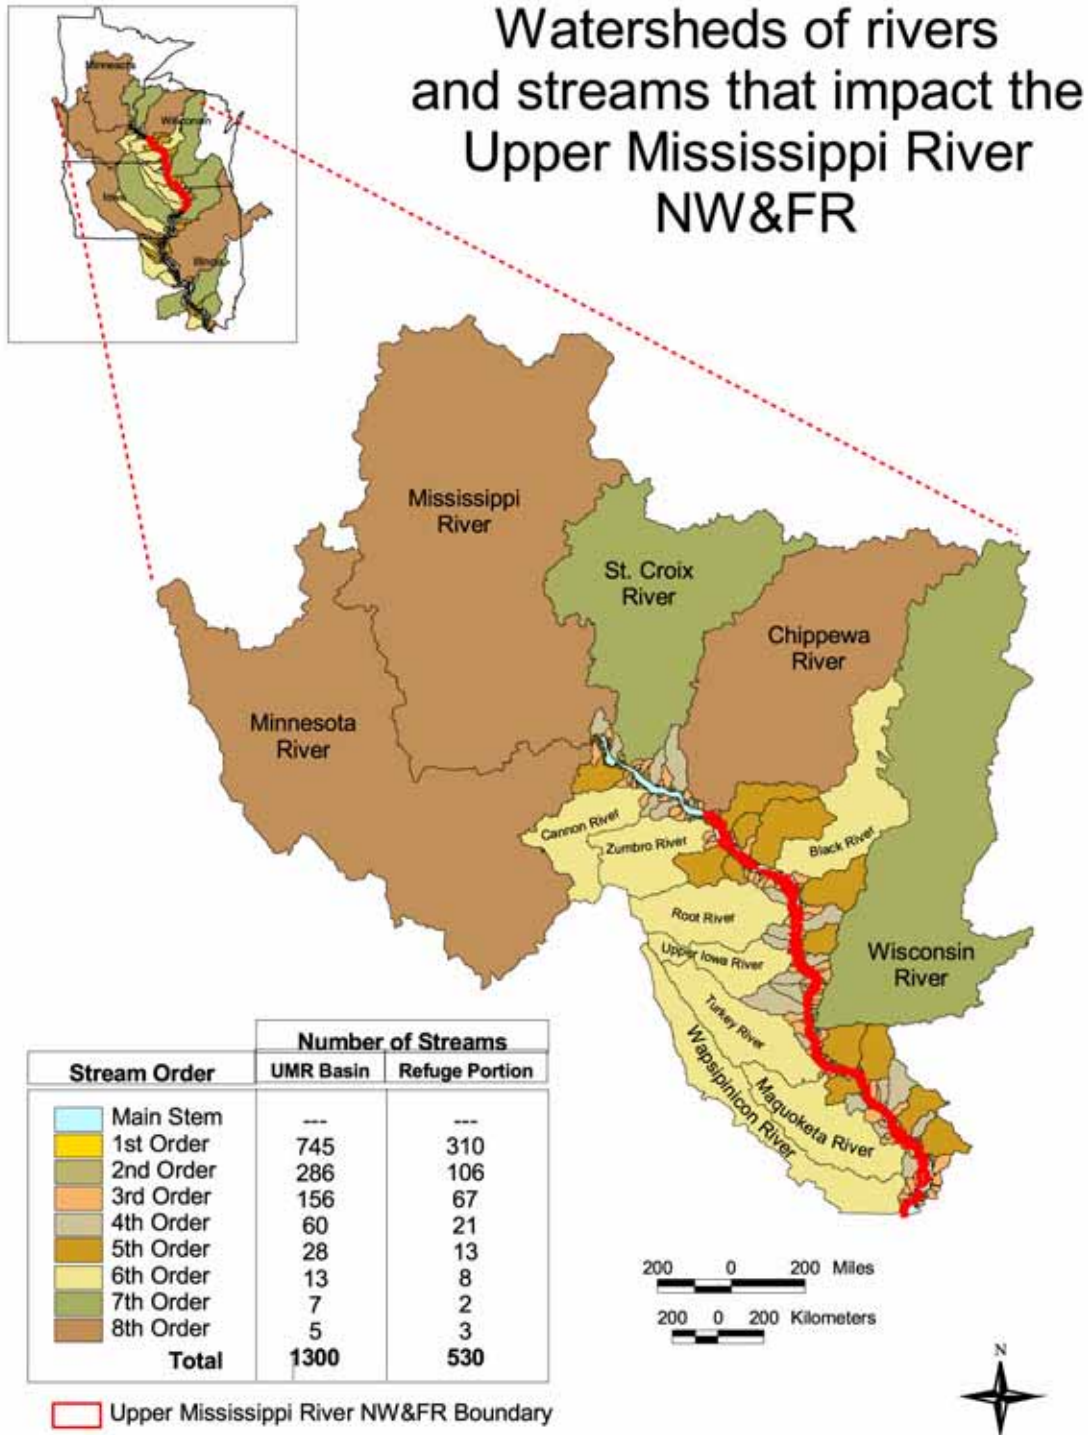 Watersheds of rivers
and streams that impact the
Upper Mississippi River
NW&FR
Minnesota
Wisconsin
Iowa
Illinois
Mississippi
River
St. Croix
River
Chippewa
River
Minnesota
River
Cannon River
Zumbro River
Black River
Root River
Upper Iowa River
Wisconsin
River
Turkey River
Wapsipinicon River
Maquoketa River
Number of Streams
Stream Order UMR Basin Refuge Portion
Main Stem --- ---
1st Order 745 310
2nd Order 286 106
3rd Order 156 67
4th Order 60 21
5th Order 28 13
6th Order 13 8
7th Order 7 2
8th Order 5 3
Total 1300 530
200 0 200 Miles
200 0 200 Kilometers
N
Upper Mississippi River NW&FR Boundary